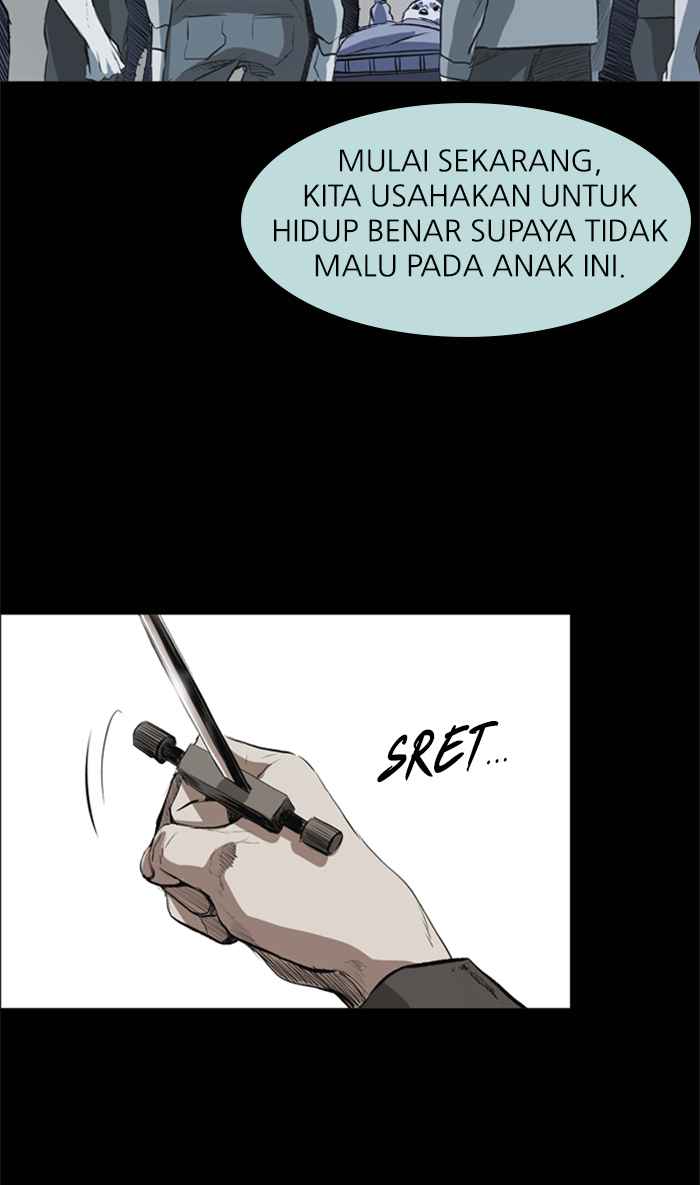 MULAI SEKARANG,
KITA USAHAKAN UNTUK
HIDUP BENAR SUPAYA TIDAK
MALU PADA ANAK INI.
SRET...